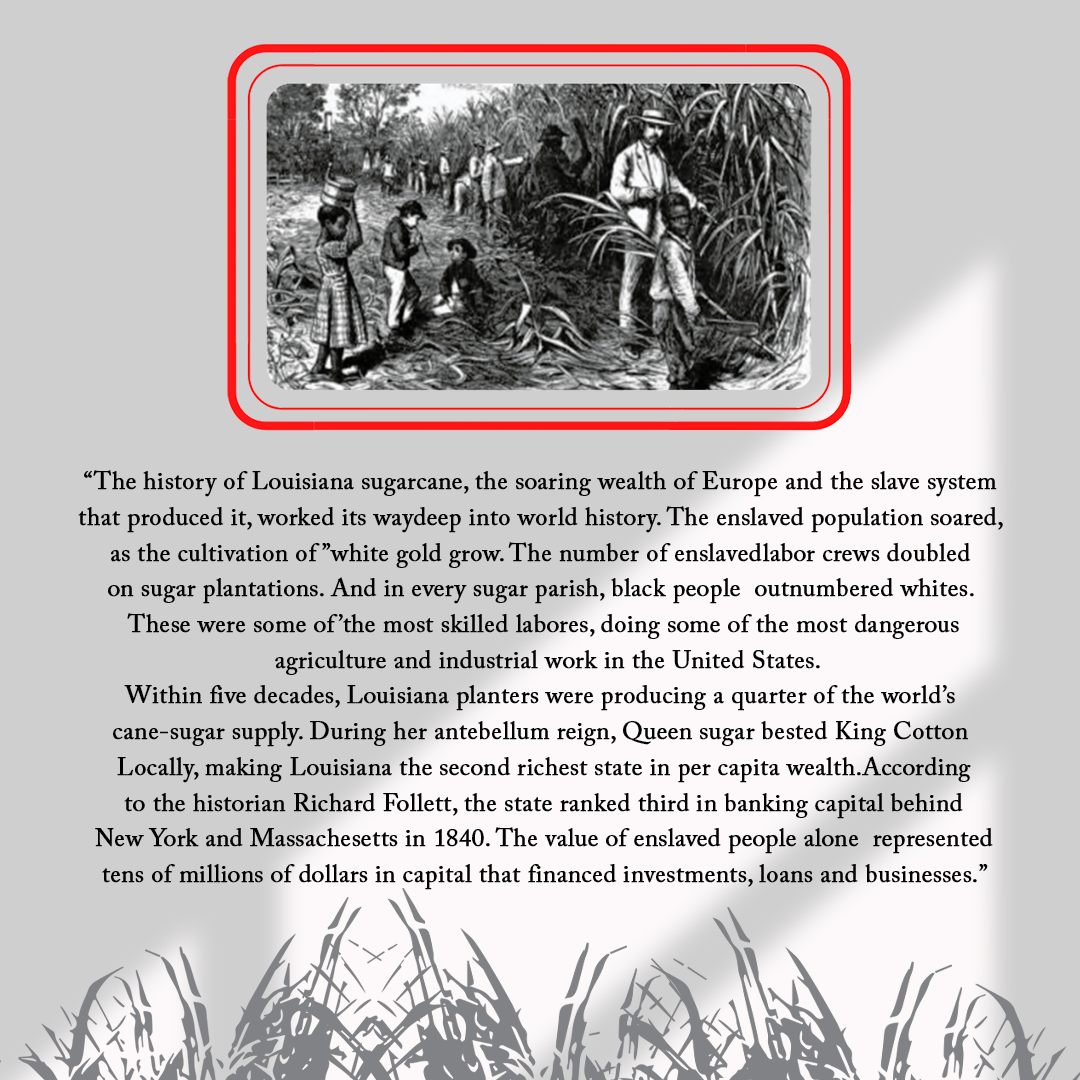 “The history of Louisiana sugarcane, the soaring wealth of Europe and the slave system
that produced it, worked its waydeep into world history. The enslaved population soared,
as the cultivation of ”white gold grow. The number of enslavedlabor crews doubled
on sugar plantations. And in every sugar parish, black people outnumbered whites.
These were some of ’the most skilled labores, doing some of the most dangerous
agriculture and industrial work in the United States.
Within five decades, Louisiana planters were producing a quarter of the world’s
cane-sugar supply. During her antebellum reign, Queen sugar bested King Cotton
Locally, making Louisiana the second richest state in per capita wealth.According
to the historian Richard Follett, the state ranked third in banking capital behind
New York and Massachesetts in 1840. The value of enslaved people alone represented
tens of millions of dollars in capital that financed investments, loans and businesses.”